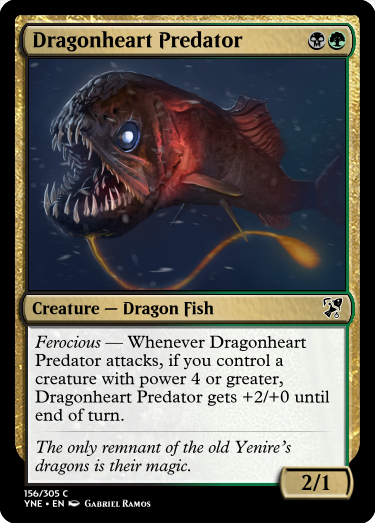 Dragonheart Predator
Creature — Dragon Fish
Ferocious — Whenever Dragonheart
Predator attacks, if you control a
creature with power 4 or greater,
Dragonheart Predator gets +2/+0 until
end of turn.
The only remnant of the old Yenire's
dragons is their magic.
2/1
156/305 C
YNE • EN Gabriel Ramos